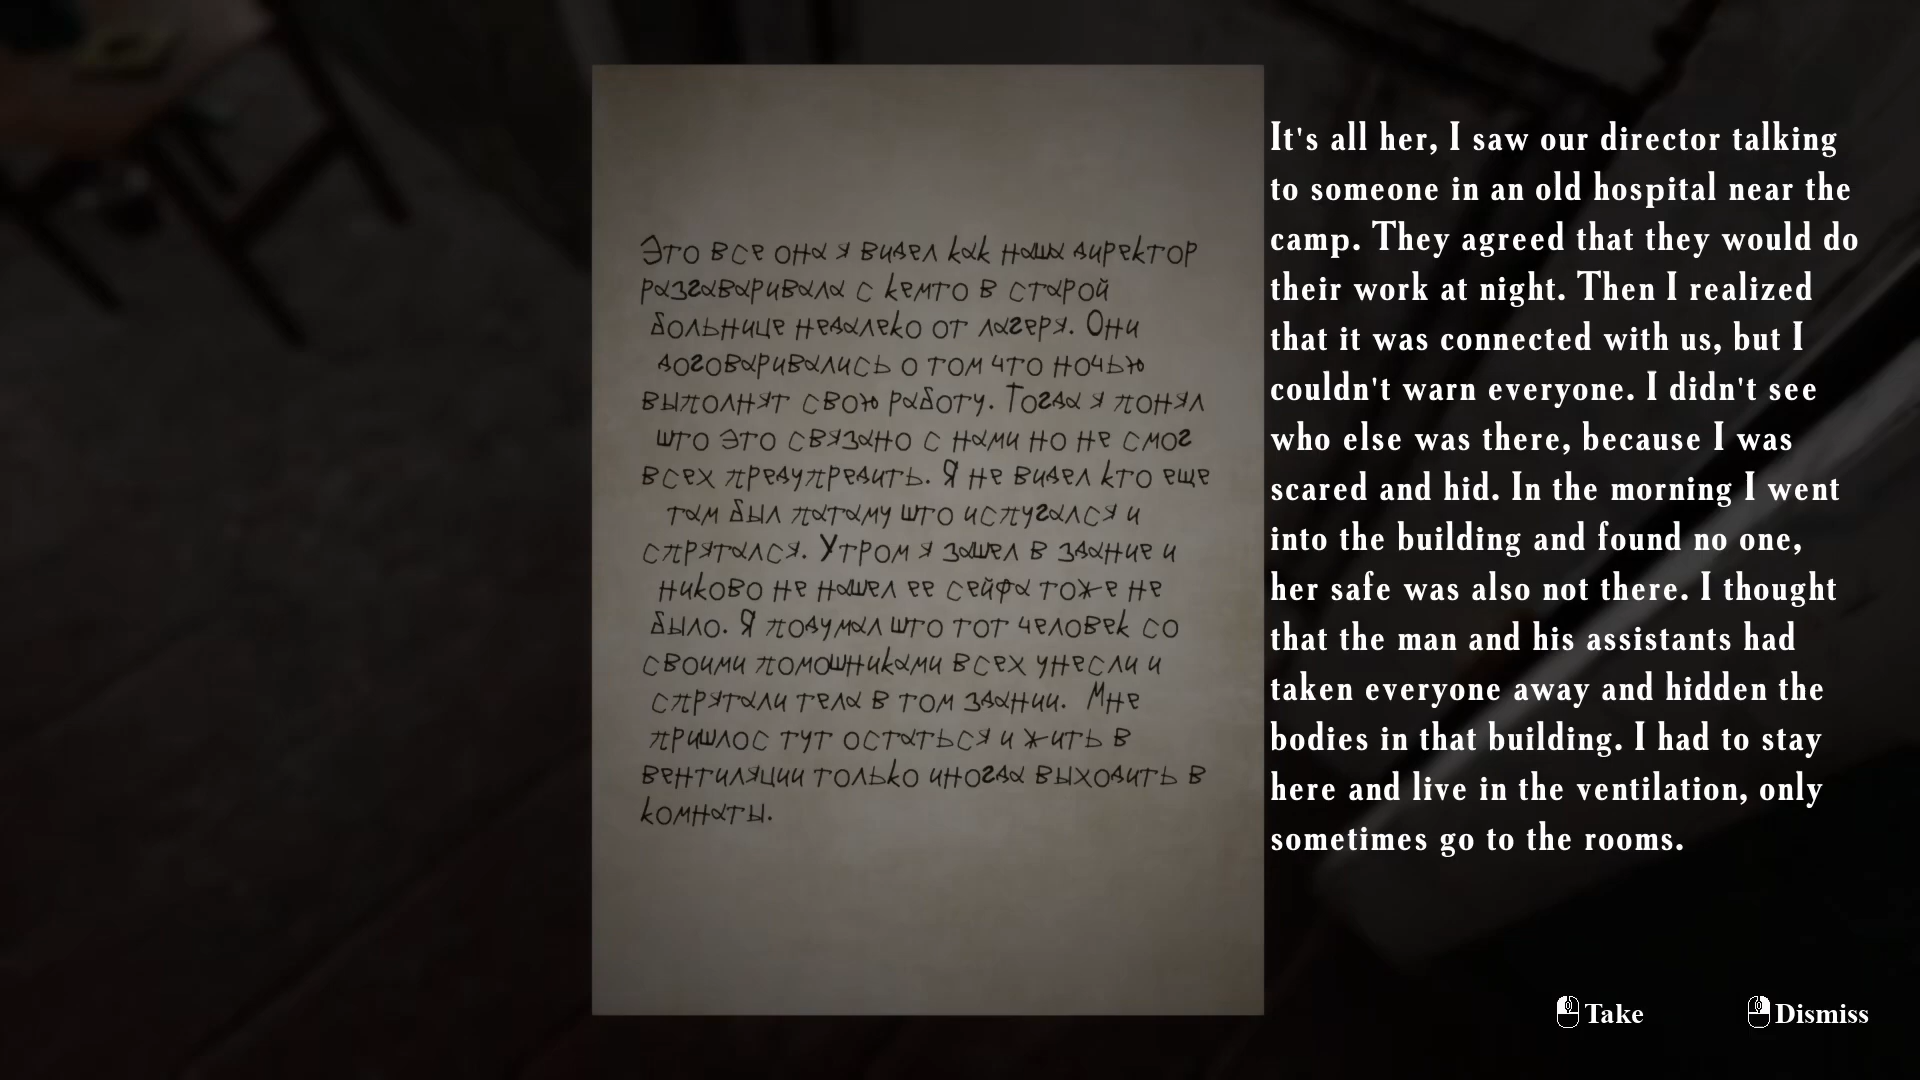 Это все она я видел как наша директор
разгаваривала с кемто в старой
больнице недалеко от лагеря. Они
договаривались о том что ночью
выполнят свою работу. Тогда я понял
што это связано с нами но не смог
всех предупредить. Я не видел кто еще
там был патаму што испугался и
спрятался. Утром я зашел в здание и
никово не нашел ее сейфа тоже не
было. Я подумал што тот человек со
своими помошниками всех унесли и
спрятали тела в том здании. Мне
пришлос тут остаться и жить в
вентиляции только иногда выходить в
комнаты.
It's all her, I saw our director talking
to someone in an old hospital near the
camp. They agreed that they would do
their work at night. Then I realized
that it was connected with us, but I
couldn't warn everyone. I didn't see
who else was there, because I was
scared and hid. In the morning I went
into the building and found no one,
her safe was also not there. I thought
that the man and his assistants had
taken everyone away and hidden the
bodies in that building. I had to stay
here and live in the ventilation, only
sometimes go to the rooms.
Take
Dismiss